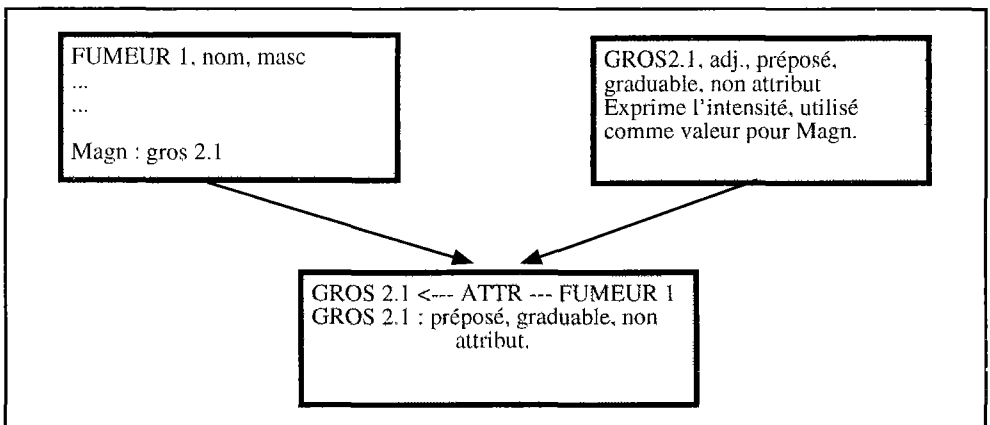 FUMEUR 1, nom, masc
...
...
Magn : gros 2.1
GROS2.1, adj., préposé,
graduable, non attribut
Exprime l'intensité, utilisé
comme valeur pour Magn.
GROS 2.1 <--- ATTR --- FUMEUR 1
GROS 2.1 : préposé, graduable, non
attribut.